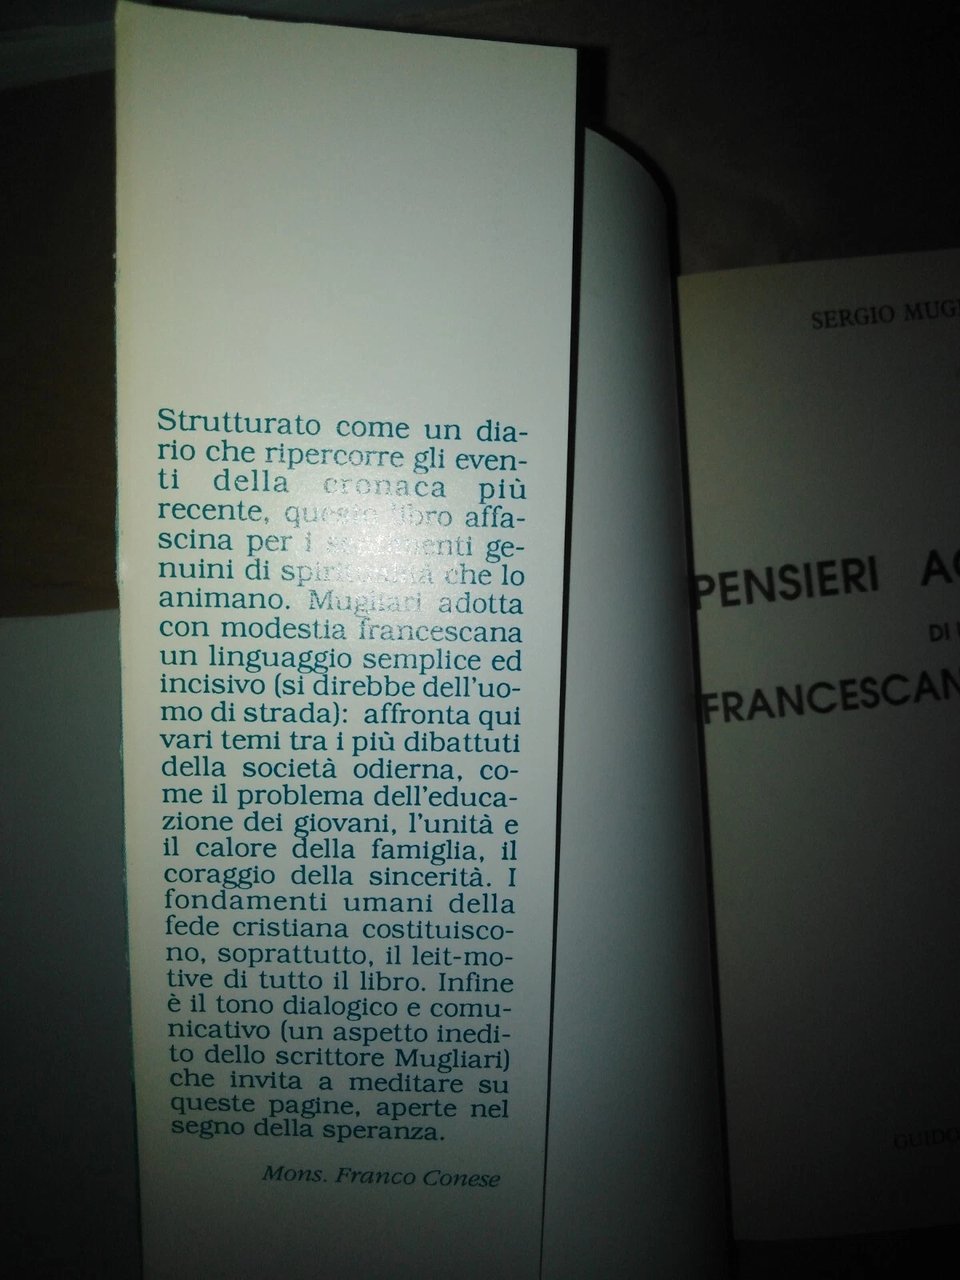 Strutturato come un dia-
rio che ripercorre gli even-
ti della cronaca più
recente, questo libro affa-
scina per i sentimenti ge-
nuini di spiritualità che lo
animano. Mugliari adotta
con modestia francescana
un linguaggio semplice ed
incisivo (si direbbe dell'uo-
mo di strada): affronta qui
vari temi tra i più dibattuti
della società odierna, co-
me il problema dell'educa-
zione dei giovani, l'unità e
il calore della famiglia, il
coraggio della sincerità. I
fondamenti umani della
fede cristiana costituisco-
no, soprattutto, il leit-mo-
tive di tutto il libro. Infine
è il tono dialogico e comu-
nicativo (un aspetto inedi-
to dello scrittore Mugliari)
che invita a meditare su
queste pagine, aperte nel
segno della speranza.
Mons. Franco Conese
SERGIO MUG
PENSIERI A
DI
FRANCESCAN
GUIDO